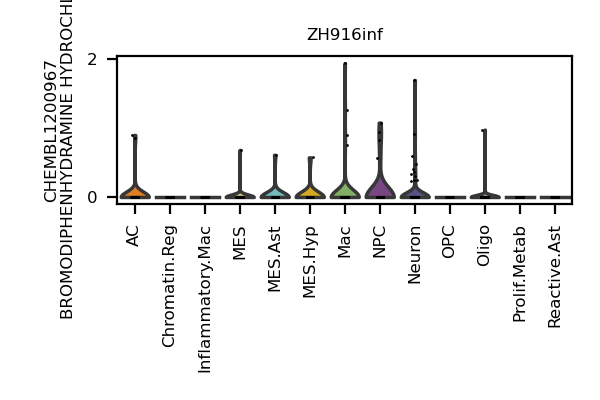 ZH916inf
CHEMBL1200967
BROMODIPHENHYDRAMINE HYDROCHL
2
0
AC
Chromatin.Reg
Inflammatory.Mac
MES
MES.Ast
MES.Hyp
Mac
NPC
Neuron
OPC
Oligo
Prolif.Metab
Reactive.Ast